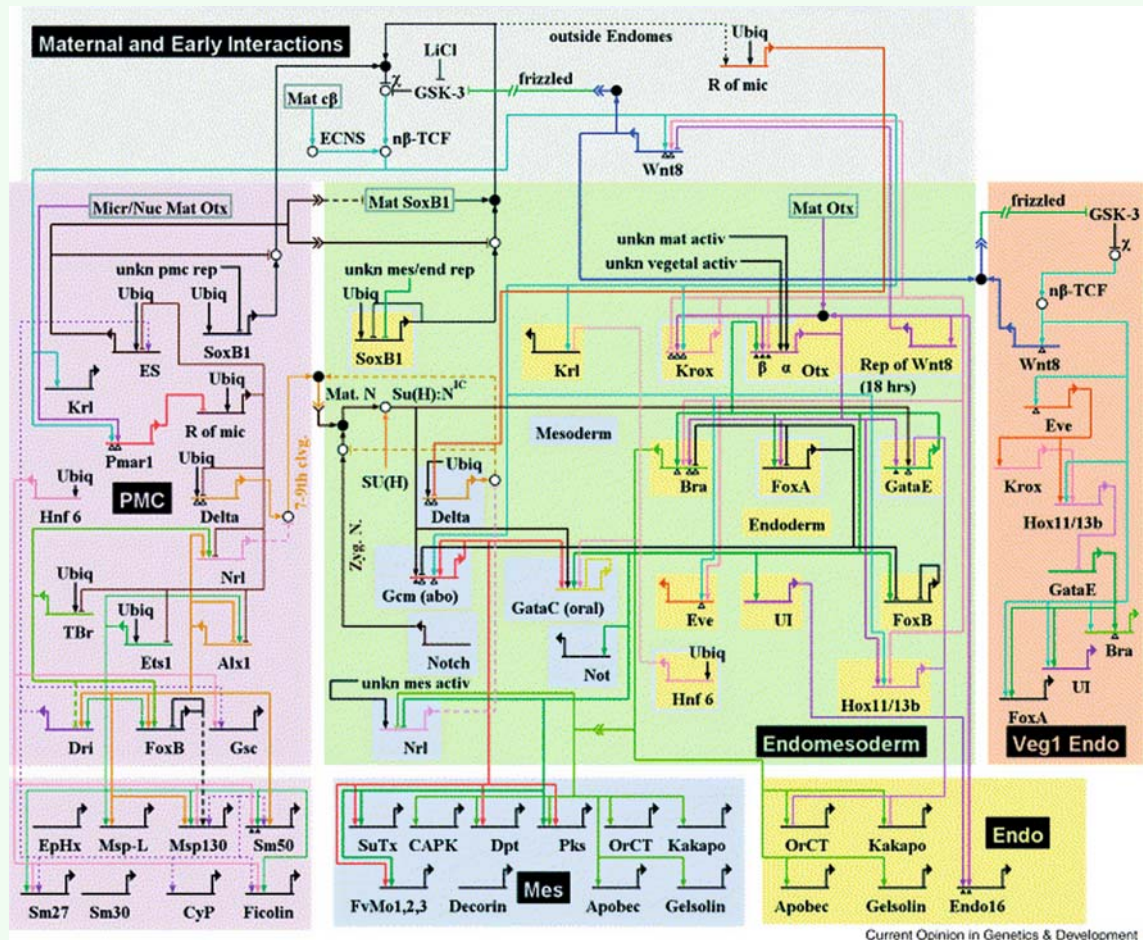 Maternal and Early Interactions
LiCl
outside Endomes
Ubiq
χ
GSK-3
frizzled
R of mic
Mat cβ
ECNS
nβ-TCF
Wnt8
Micr/Nuc Mat Otx
Mat SoxB1
Mat Otx
frizzled
GSK-3
χ
unkn pmc rep
Ubiq
Ubiq
unkn mes/end rep
Ubiq
unkn mat activ
unkn vegetal activ
nβ-TCF
SoxB1
ES
SoxB1
Krl
Krox
β
α
Otx
Rep of Wnt8
(18 hrs)
Wnt8
Krl
Ubiq
R of mic
Mat. N
Su(H):N
IC
Eve
Pmar1
Mesoderm
Ubiq
PMC
Ubiq
7-9th clvg.
SU(H)
Ubiq
Bra
FoxA
GataE
Krox
Hnf 6
Delta
Delta
Endoderm
Hox11/13b
Nrl
Zyg. N.
Ubiq
Ubiq
Gcm (abo)
GataC (oral)
Eve
UI
FoxB
GataE
TBr
Ets1
Alx1
Notch
Not
Ubiq
Bra
unkn mes activ
Hnf 6
Hox11/13b
UI
FoxA
Dri
FoxB
Gsc
Nrl
Endomesoderm
Veg1 Endo
EpHx
Msp-L
Msp130
Sm50
SuTx
CAPK
Dpt
Pks
OrCT
Kakapo
OrCT
Kakapo
Endo
Mes
Sm27
Sm30
CyP
Ficolin
FvMo1,2,3
Decorin
Apobec
Gelsolin
Apobec
Gelsolin
Endo16
Current Opinion in Genetics & Development